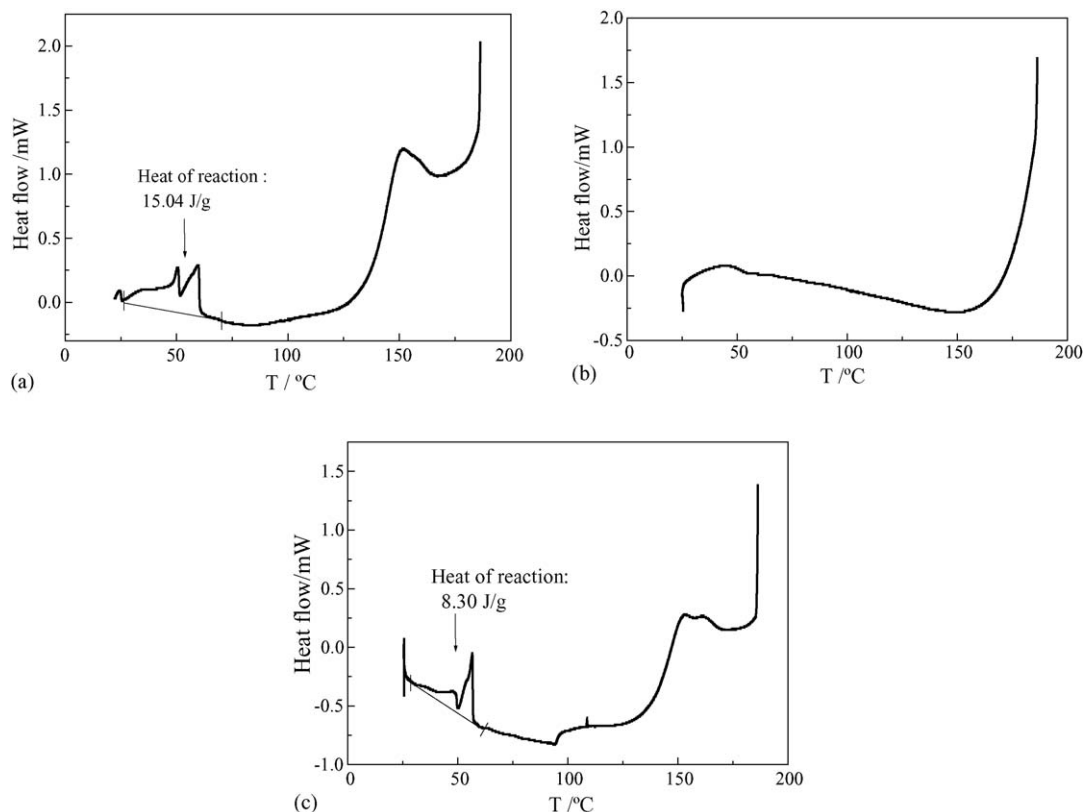 2.0
1.5
1.0
0.5
0.0
Heat flow /mW
Heat of reaction :
15.04 J/g
0
50
100
150
200
T / ºC
(a)
2.0
1.5
1.0
0.5
0.0
-0.5
Heat flow/mW
0
50
100
150
200
T /ºC
(b)
1.5
1.0
0.5
0.0
-0.5
-1.0
Heat flow/mW
Heat of reaction:
8.30 J/g
0
50
100
150
200
T /ºC
(c)